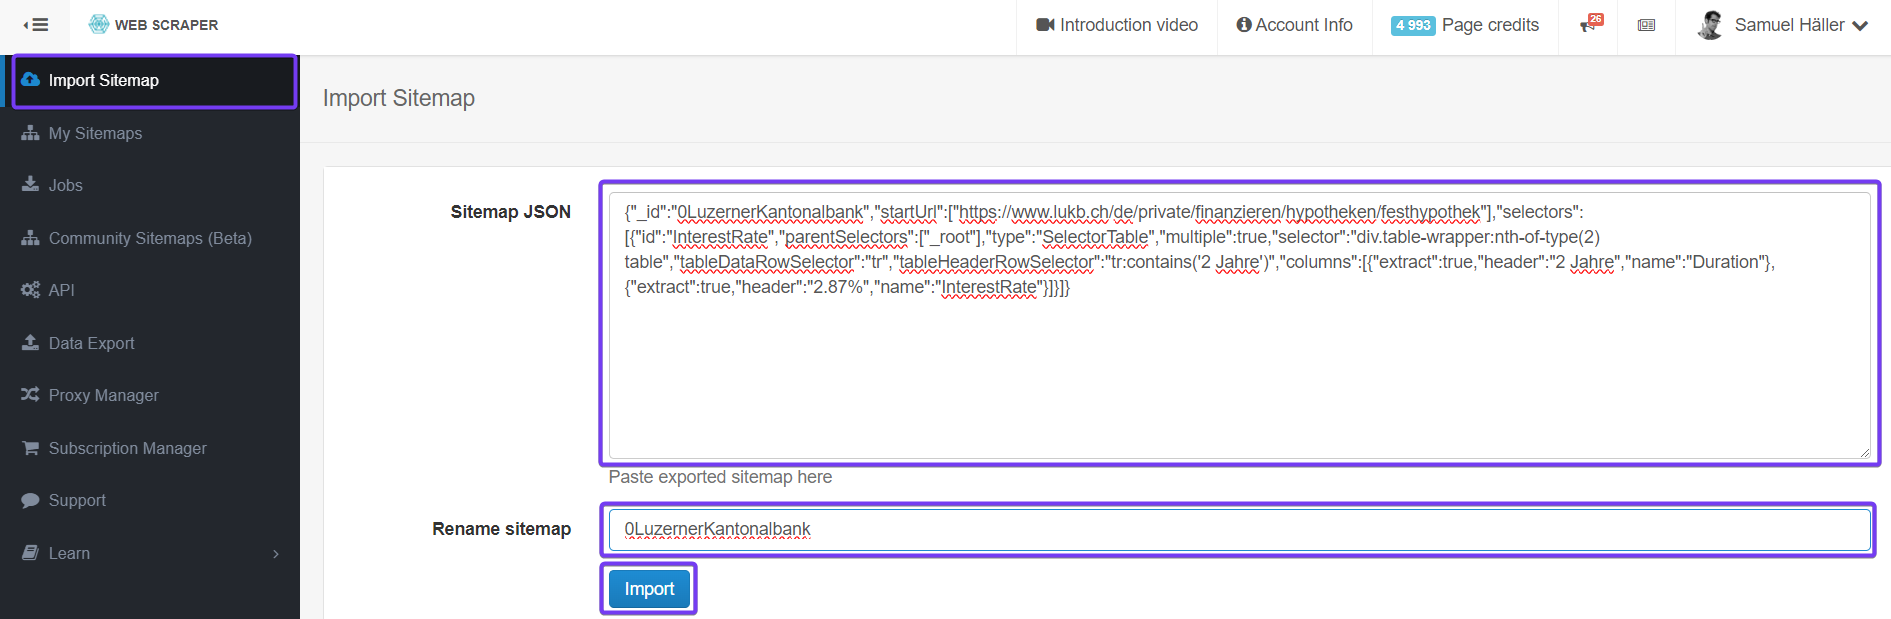 WEB SCRAPER
Introduction video
Account Info
4 993 Page credits
26
Samuel Häller
Import Sitemap
My Sitemaps
Jobs
Community Sitemaps (Beta)
API
Data Export
Proxy Manager
Subscription Manager
Support
Learn
Import Sitemap
Sitemap JSON
{"_id":"0LuzernerKantonalbank","startUrl":["https://www.lukb.ch/de/private/finanzieren/hypotheken/festhypothek"],"selectors":
[{"id":"InterestRate","parentSelectors":["_root"],"type":"SelectorTable","multiple":true,"selector":"div.table-wrapper:nth-of-type(2)
table","tableDataRowSelector":"tr","tableHeaderRowSelector":"tr:contains('2 Jahre')","columns":[{"extract":true,"header":"2 Jahre","name":"Duration"},
{"extract":true,"header":"2.87%","name":"InterestRate"}]}]}
Paste exported sitemap here
Rename sitemap
0LuzernerKantonalbank
Import